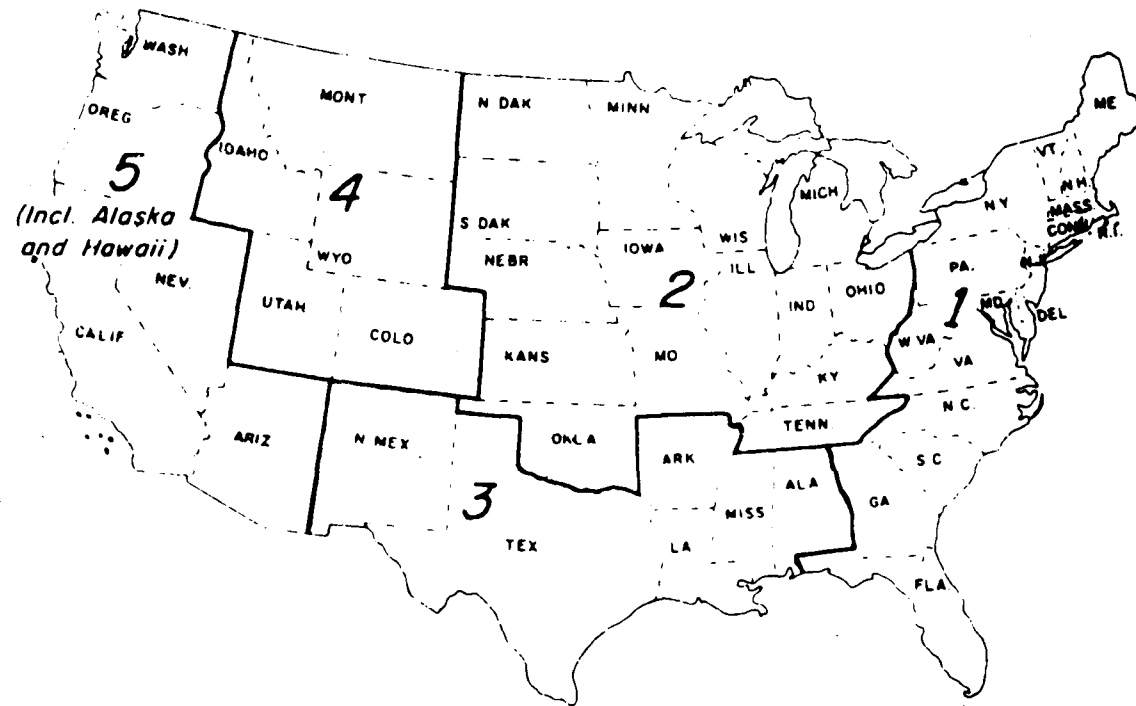 WASH
OREG
5
(Incl. Alaska
and Hawaii)
NEV.
CALIF
ARIZ
MONT
IDAHO
4
WYO
UTAH
COLO
N MEX
3
TEX
N DAK
MINN
S DAK
NEBR
IOWA
2
WIS
ILL
MICH
IND
OHIO
KANS
MO
KY
OKLA
TENN.
ARK
LA
MISS
ALA
ME
VT.
N.H.
MASS.
CONN.
R.I.
NY
PA.
N.J.
MD.
DEL
1
W VA
VA
N C.
S C
GA
FLA.